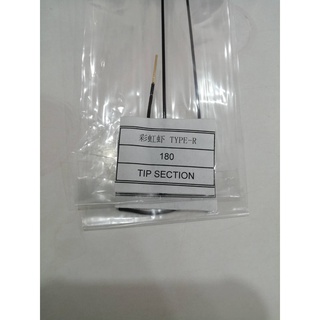 彩虹虾 TYPE-R
180
TIP SECTION